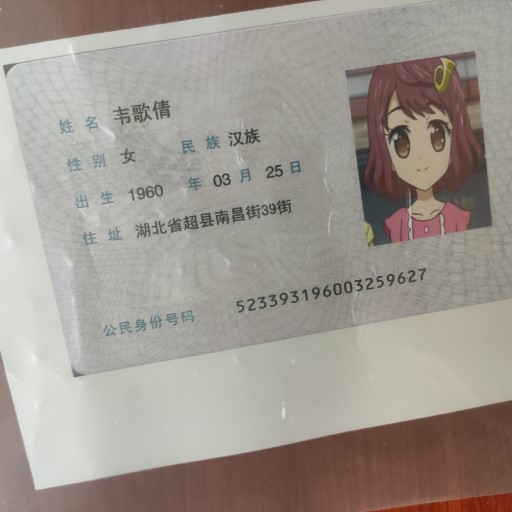 姓名 韦歌倩
性别 女 民族 汉族
出生 1960 年 03 月 25 日
住址 湖北省超县南昌街39街
公民身份号码 523393196003259627